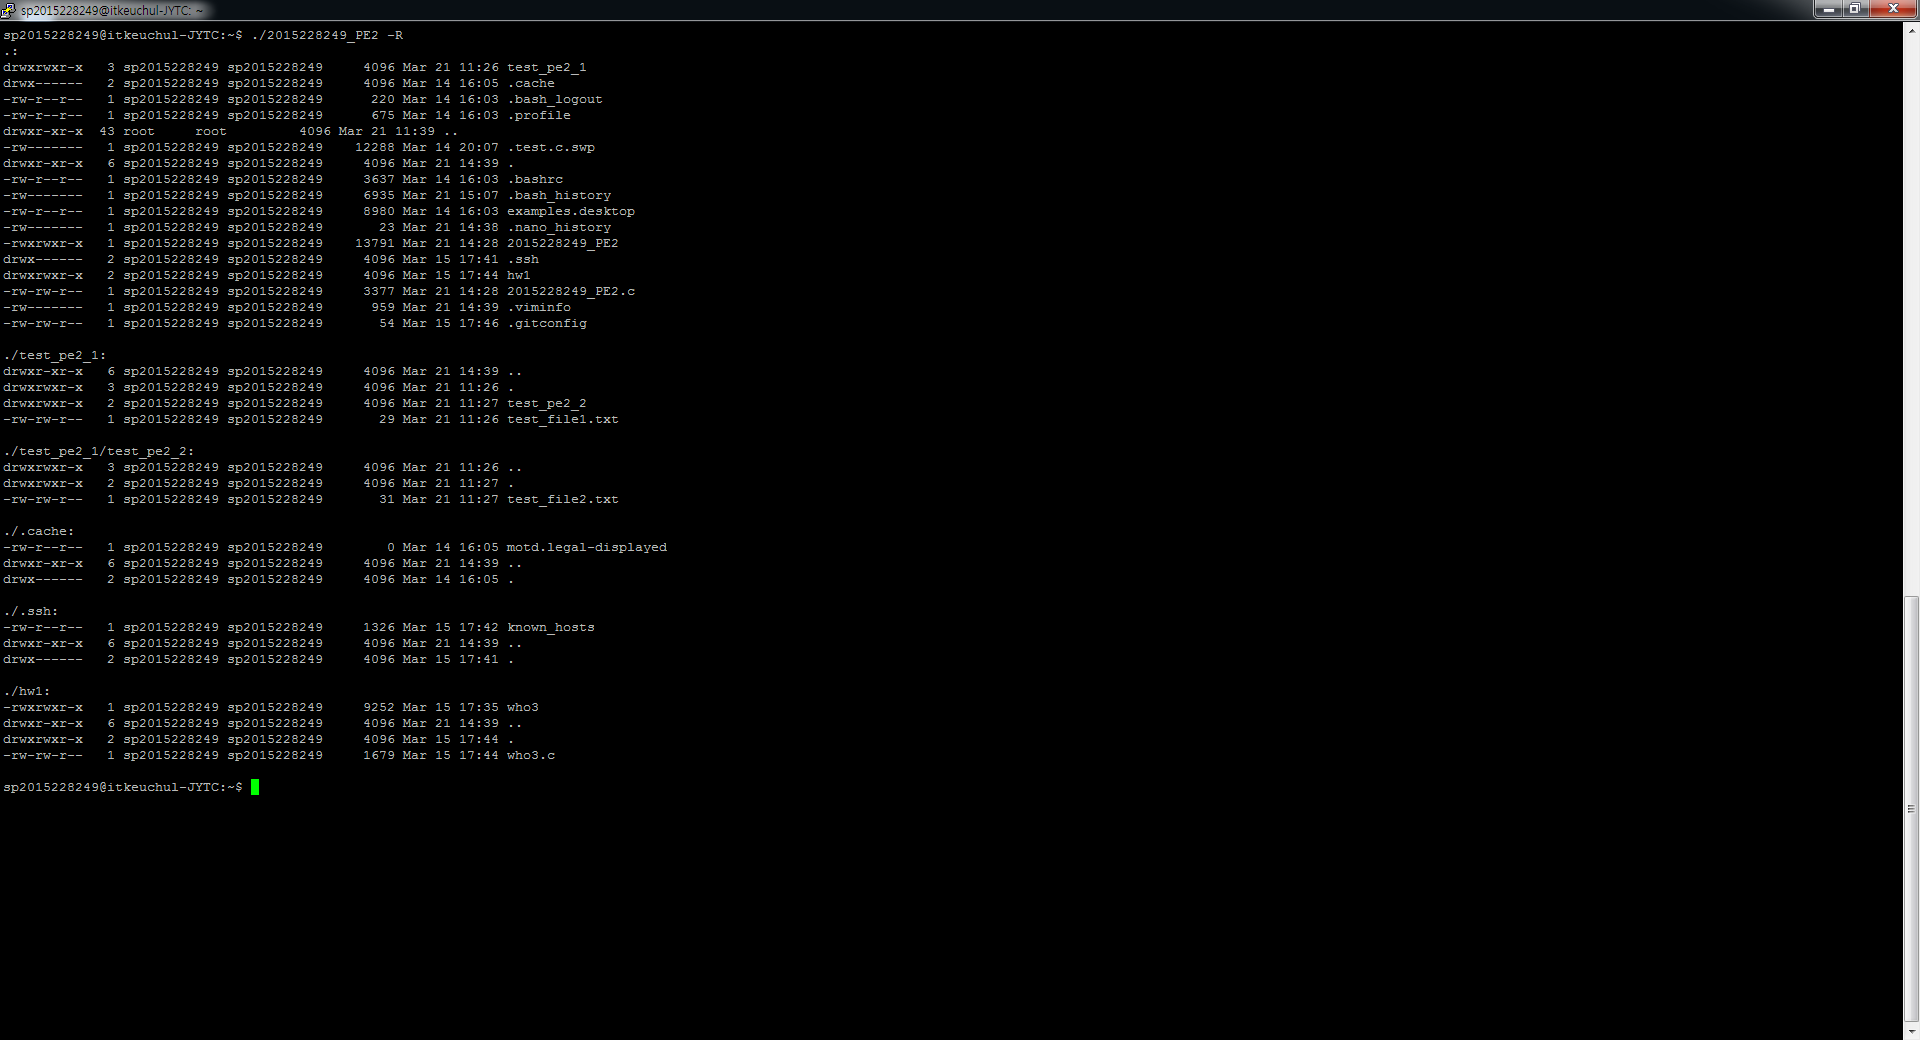 sp2015228249@itkeuchul-JYTC: ~
sp2015228249@itkeuchul-JYTC:~$ ./2015228249_PE2 -R
.:
drwxrwxr-x   3 sp2015228249 sp2015228249     4096 Mar 21 11:26 test_pe2_1
drwx------   2 sp2015228249 sp2015228249     4096 Mar 14 16:05 .cache
-rw-r--r--   1 sp2015228249 sp2015228249      220 Mar 14 16:03 .bash_logout
-rw-r--r--   1 sp2015228249 sp2015228249      675 Mar 14 16:03 .profile
drwxr-xr-x  43 root     root         4096 Mar 21 11:39 ..
-rw-------   1 sp2015228249 sp2015228249    12288 Mar 14 20:07 .test.c.swp
drwxr-xr-x   6 sp2015228249 sp2015228249     4096 Mar 21 14:39 .
-rw-r--r--   1 sp2015228249 sp2015228249     3637 Mar 14 16:03 .bashrc
-rw-------   1 sp2015228249 sp2015228249     6935 Mar 21 15:07 .bash_history
-rw-r--r--   1 sp2015228249 sp2015228249     8980 Mar 14 16:03 examples.desktop
-rw-------   1 sp2015228249 sp2015228249       23 Mar 21 14:38 .nano_history
-rwxrwxr-x   1 sp2015228249 sp2015228249    13791 Mar 21 14:28 2015228249_PE2
drwx------   2 sp2015228249 sp2015228249     4096 Mar 15 17:41 .ssh
drwxrwxr-x   2 sp2015228249 sp2015228249     4096 Mar 15 17:44 hw1
-rw-rw-r--   1 sp2015228249 sp2015228249     3377 Mar 21 14:28 2015228249_PE2.c
-rw-------   1 sp2015228249 sp2015228249      959 Mar 21 14:39 .viminfo
-rw-rw-r--   1 sp2015228249 sp2015228249       54 Mar 15 17:46 .gitconfig
./test_pe2_1:
drwxr-xr-x   6 sp2015228249 sp2015228249     4096 Mar 21 14:39 ..
drwxrwxr-x   3 sp2015228249 sp2015228249     4096 Mar 21 11:26 .
drwxrwxr-x   2 sp2015228249 sp2015228249     4096 Mar 21 11:27 test_pe2_2
-rw-rw-r--   1 sp2015228249 sp2015228249       29 Mar 21 11:26 test_file1.txt
./test_pe2_1/test_pe2_2:
drwxrwxr-x   3 sp2015228249 sp2015228249     4096 Mar 21 11:26 ..
drwxrwxr-x   2 sp2015228249 sp2015228249     4096 Mar 21 11:27 .
-rw-rw-r--   1 sp2015228249 sp2015228249       31 Mar 21 11:27 test_file2.txt
./.cache:
-rw-r--r--   1 sp2015228249 sp2015228249        0 Mar 14 16:05 motd.legal-displayed
drwxr-xr-x   6 sp2015228249 sp2015228249     4096 Mar 21 14:39 ..
drwx------   2 sp2015228249 sp2015228249     4096 Mar 14 16:05 .
./.ssh:
-rw-r--r--   1 sp2015228249 sp2015228249     1326 Mar 15 17:42 known_hosts
drwxr-xr-x   6 sp2015228249 sp2015228249     4096 Mar 21 14:39 ..
drwx------   2 sp2015228249 sp2015228249     4096 Mar 15 17:41 .
./hw1:
-rwxrwxr-x   1 sp2015228249 sp2015228249     9252 Mar 15 17:35 who3
drwxr-xr-x   6 sp2015228249 sp2015228249     4096 Mar 21 14:39 ..
drwxrwxr-x   2 sp2015228249 sp2015228249     4096 Mar 15 17:44 .
-rw-rw-r--   1 sp2015228249 sp2015228249     1679 Mar 15 17:44 who3.c
sp2015228249@itkeuchul-JYTC:~$